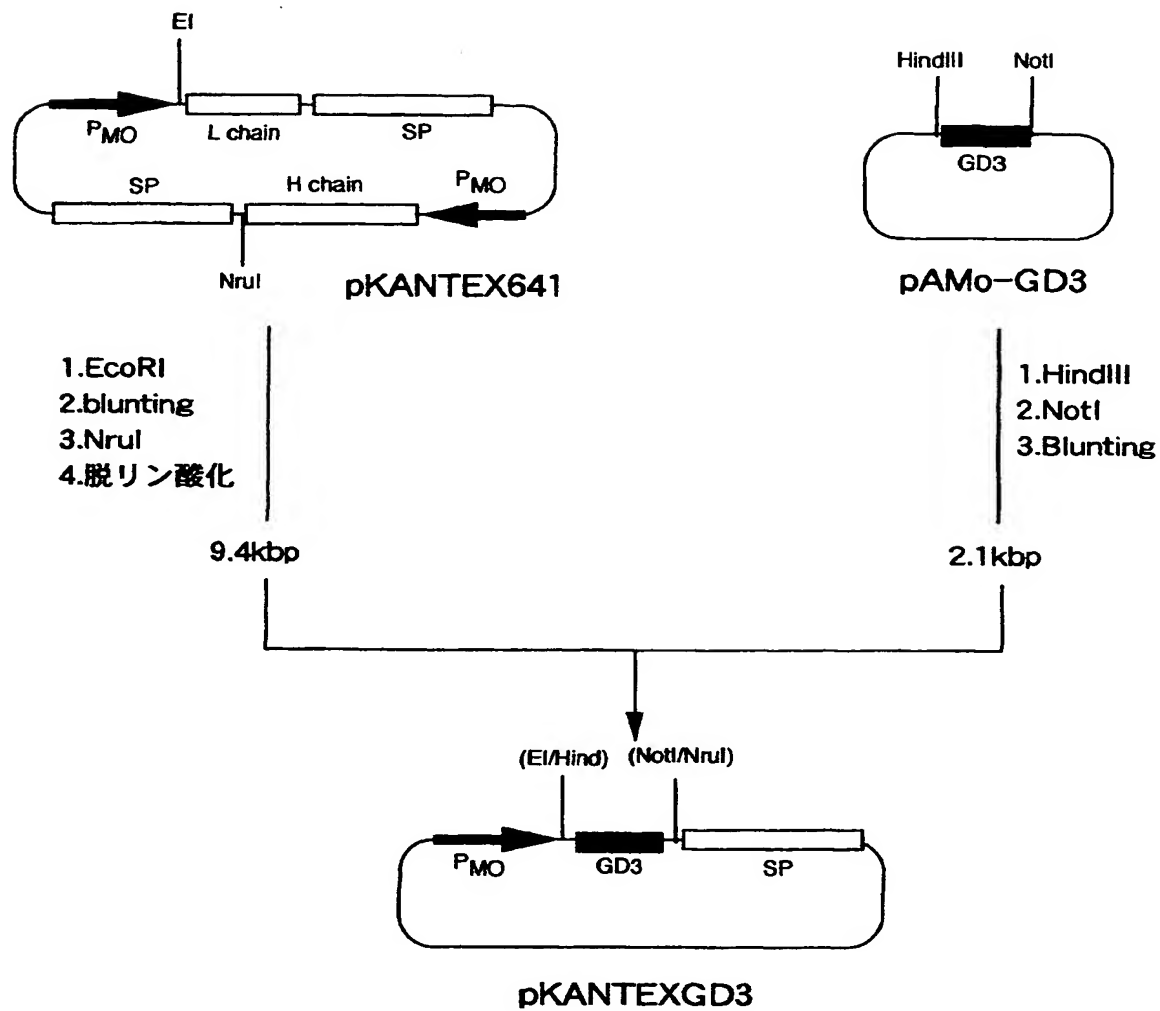 EI
PMO
L chain
SP
SP
H chain
PMO
NruI
pKANTEX641
HindIII
NotI
GD3
pAMo-GD3
1.EcoRI
2.blunting
3.NruI
4.脱リン酸化
9.4kbp
1.HindIII
2.NotI
3.Blunting
2.1kbp
(EI/Hind)
(NotI/NruI)
PMO
GD3
SP
pKANTEXGD3